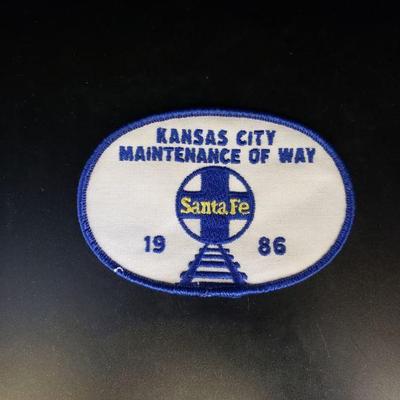 KANSAS CITY
MAINTENANCE OF WAY
Santa Fe
19 86